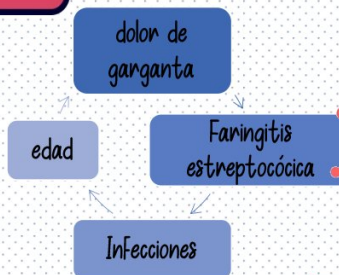 dolor de
garganta
Faringitis
estreptocócica
edad
Infecciones